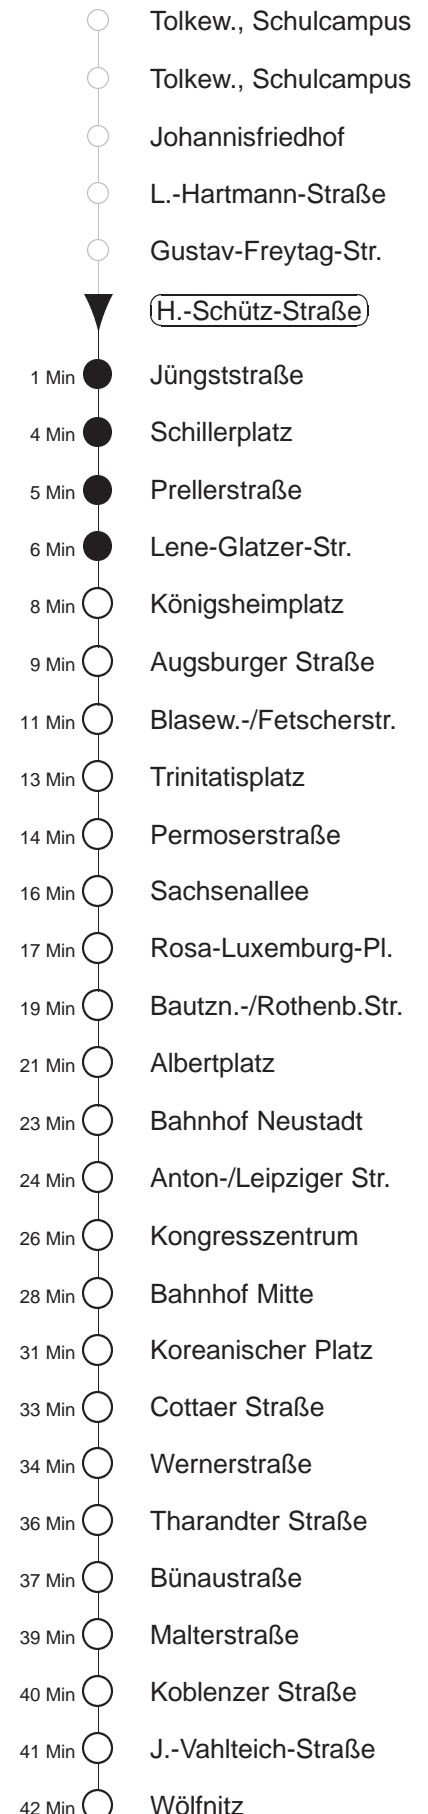 Tolkew., Schulcampus
Tolkew., Schulcampus
Johannisfriedhof
L.-Hartmann-Straße
Gustav-Freytag-Str.
H.-Schütz-Straße
1 Min Jüngststraße
4 Min Schillerplatz
5 Min Prellerstraße
6 Min Lene-Glatzer-Str.
8 Min Königsheimplatz
9 Min Augsburger Straße
11 Min Blasew.-/Fetscherstr.
13 Min Trinitatisplatz
14 Min Permoserstraße
16 Min Sachsenallee
17 Min Rosa-Luxemburg-Pl.
19 Min Bautzn.-/Rothenb.Str.
21 Min Albertplatz
23 Min Bahnhof Neustadt
24 Min Anton-/Leipziger Str.
26 Min Kongresszentrum
28 Min Bahnhof Mitte
31 Min Koreanischer Platz
33 Min Cottaer Straße
34 Min Wernerstraße
36 Min Tharandter Straße
37 Min Bünaustraße
39 Min Malterstraße
40 Min Koblenzer Straße
41 Min J.-Vahlteich-Straße
42 Min Wölfnitz